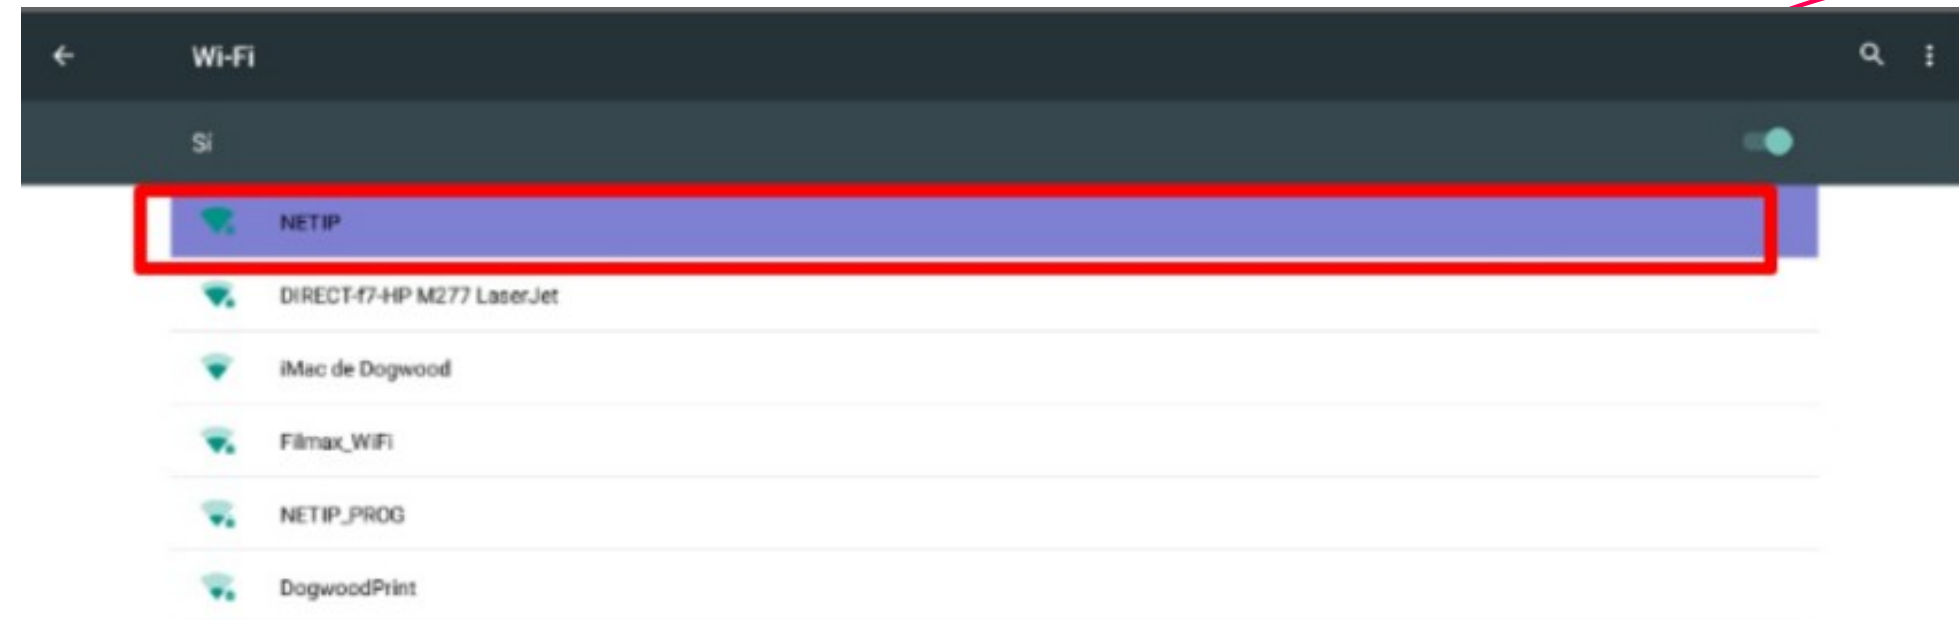 Wi-Fi
Sí
NETIP
DIRECT-f7-HP M277 LaserJet
iMac de Dogwood
Filmax_WiFi
NETIP_PROG
DogwoodPrint